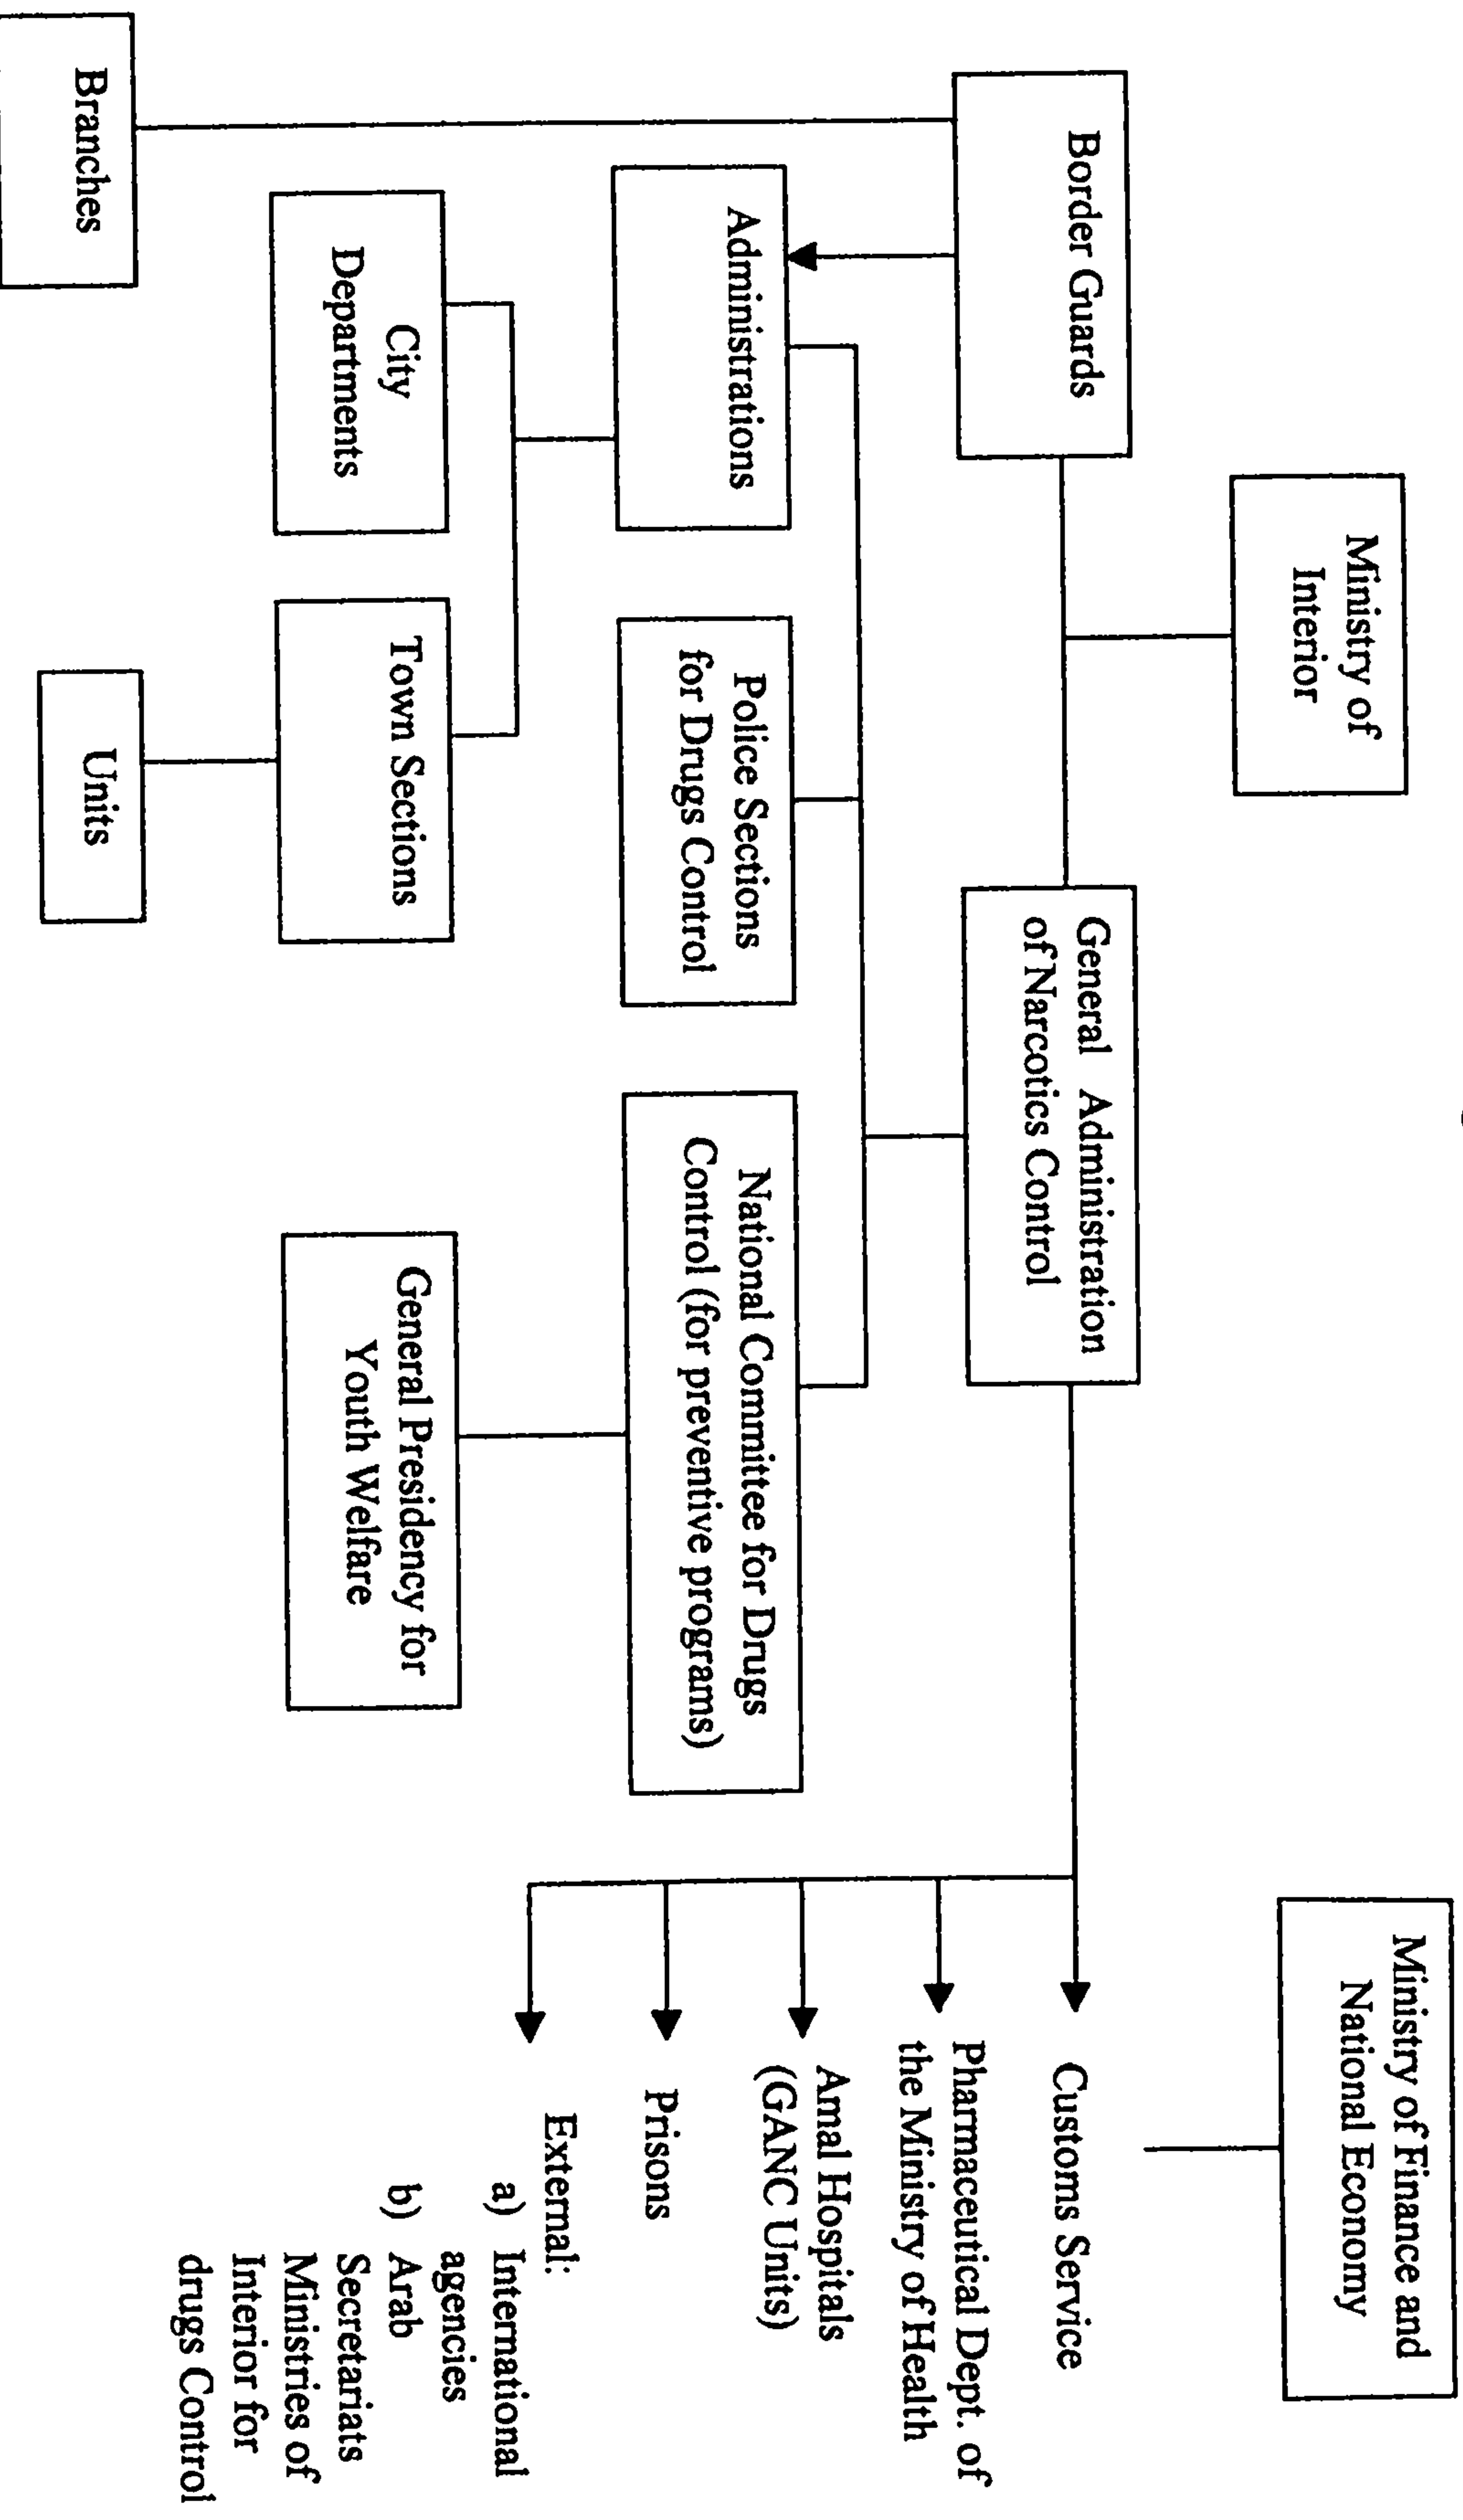 Ministry of
Interior
Ministry of Finance and
National Economy
Border Guards
General Administration
of Narcotics Control
Customs Service
Pharmaceutical Dept. of
the Ministry of Health
Amal Hospitals
(GANC Units)
Prisons
External:
a) International
agencies
b) Arab
Secretariats
Ministries of
Interior for
drugs Control
Administrations
Police Sections
for Drugs Control
National Committee for Drugs
Control (for preventive programs)
City
Departments
Town Sections
General Presidency for
Youth Welfare
Branches
Units